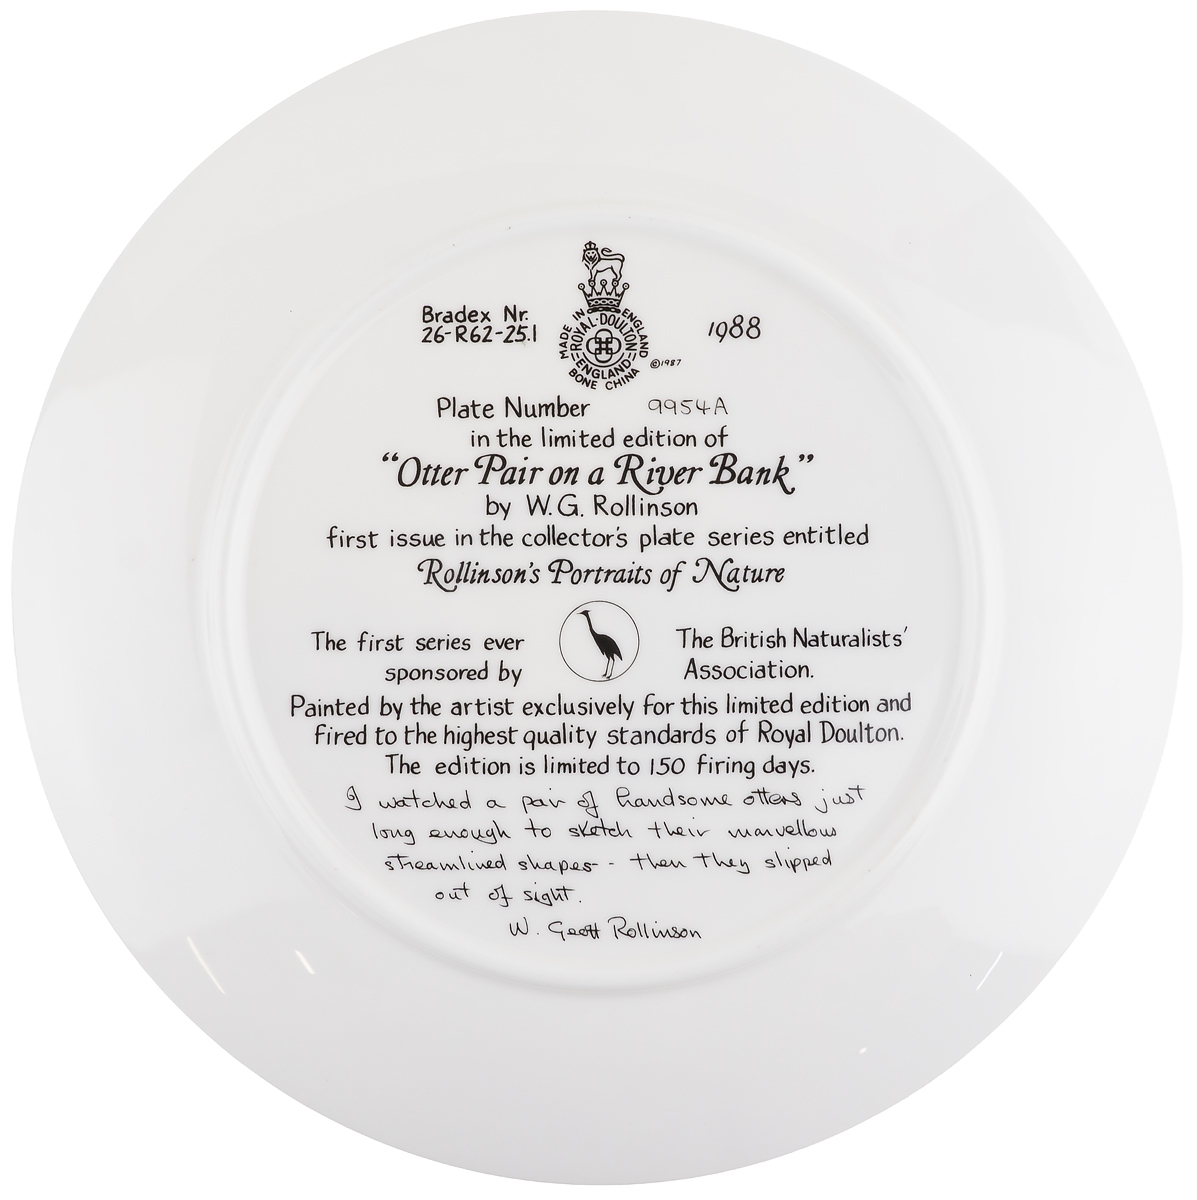 Bradex Nr.
26-R62-25.1
MADE IN ENGLAND
ROYAL·DOULTON
ENGLAND
BONE CHINA
©1987
1988
Plate Number 9954A
in the limited edition of
“Otter Pair on a River Bank”
by W.G. Rollinson
first issue in the collector's plate series entitled
Rollinson's Portraits of Nature
The first series ever
sponsored by
The British Naturalists'
Association.
Painted by the artist exclusively for this limited edition and
fired to the highest quality standards of Royal Doulton.
The edition is limited to 150 firing days.
I watched a pair of handsome otters just
long enough to sketch their marvellous
streamlined shapes - then they slipped
out of sight.
W. Geoff Rollinson